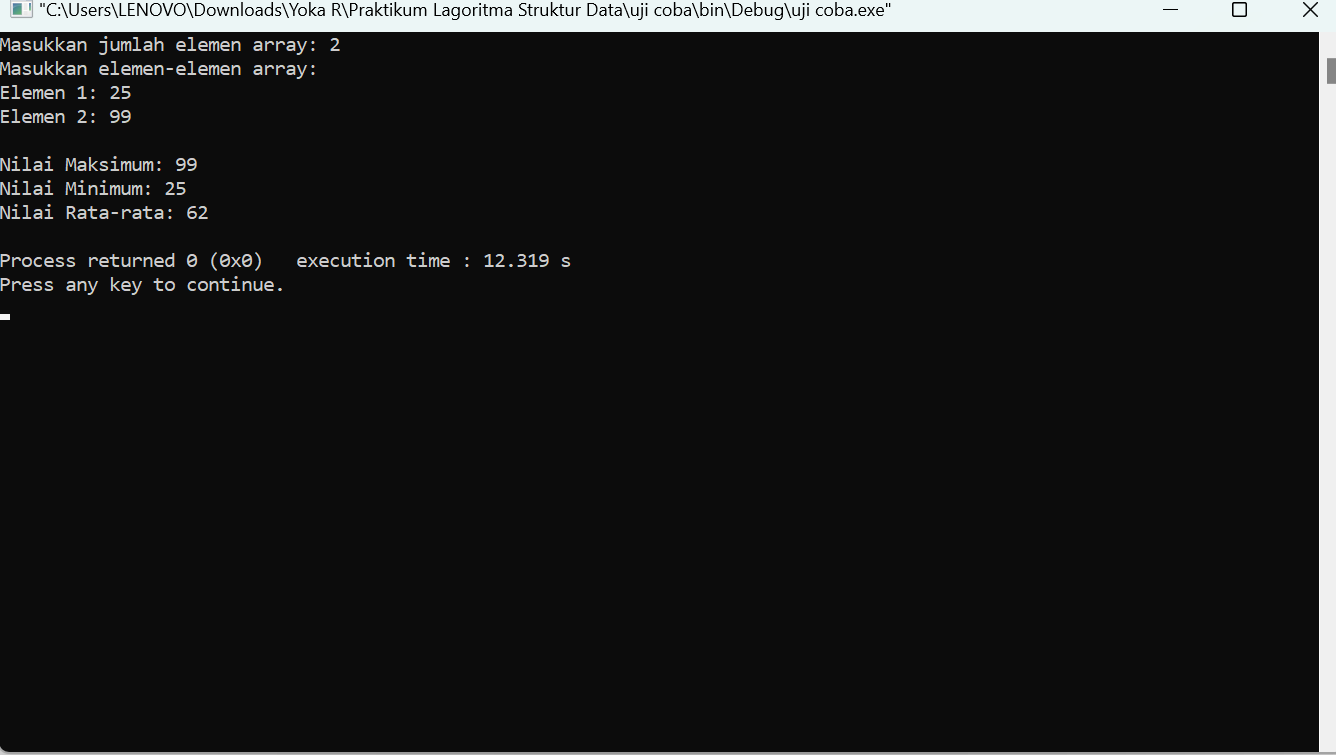 "C:\Users\LENOVO\Downloads\Yoka R\Praktikum Lagoritma Struktur Data\uji coba\bin\Debug\uji coba.exe"
Masukkan jumlah elemen array: 2
Masukkan elemen-elemen array:
Elemen 1: 25
Elemen 2: 99
Nilai Maksimum: 99
Nilai Minimum: 25
Nilai Rata-rata: 62
Process returned 0 (0x0)   execution time : 12.319 s
Press any key to continue.